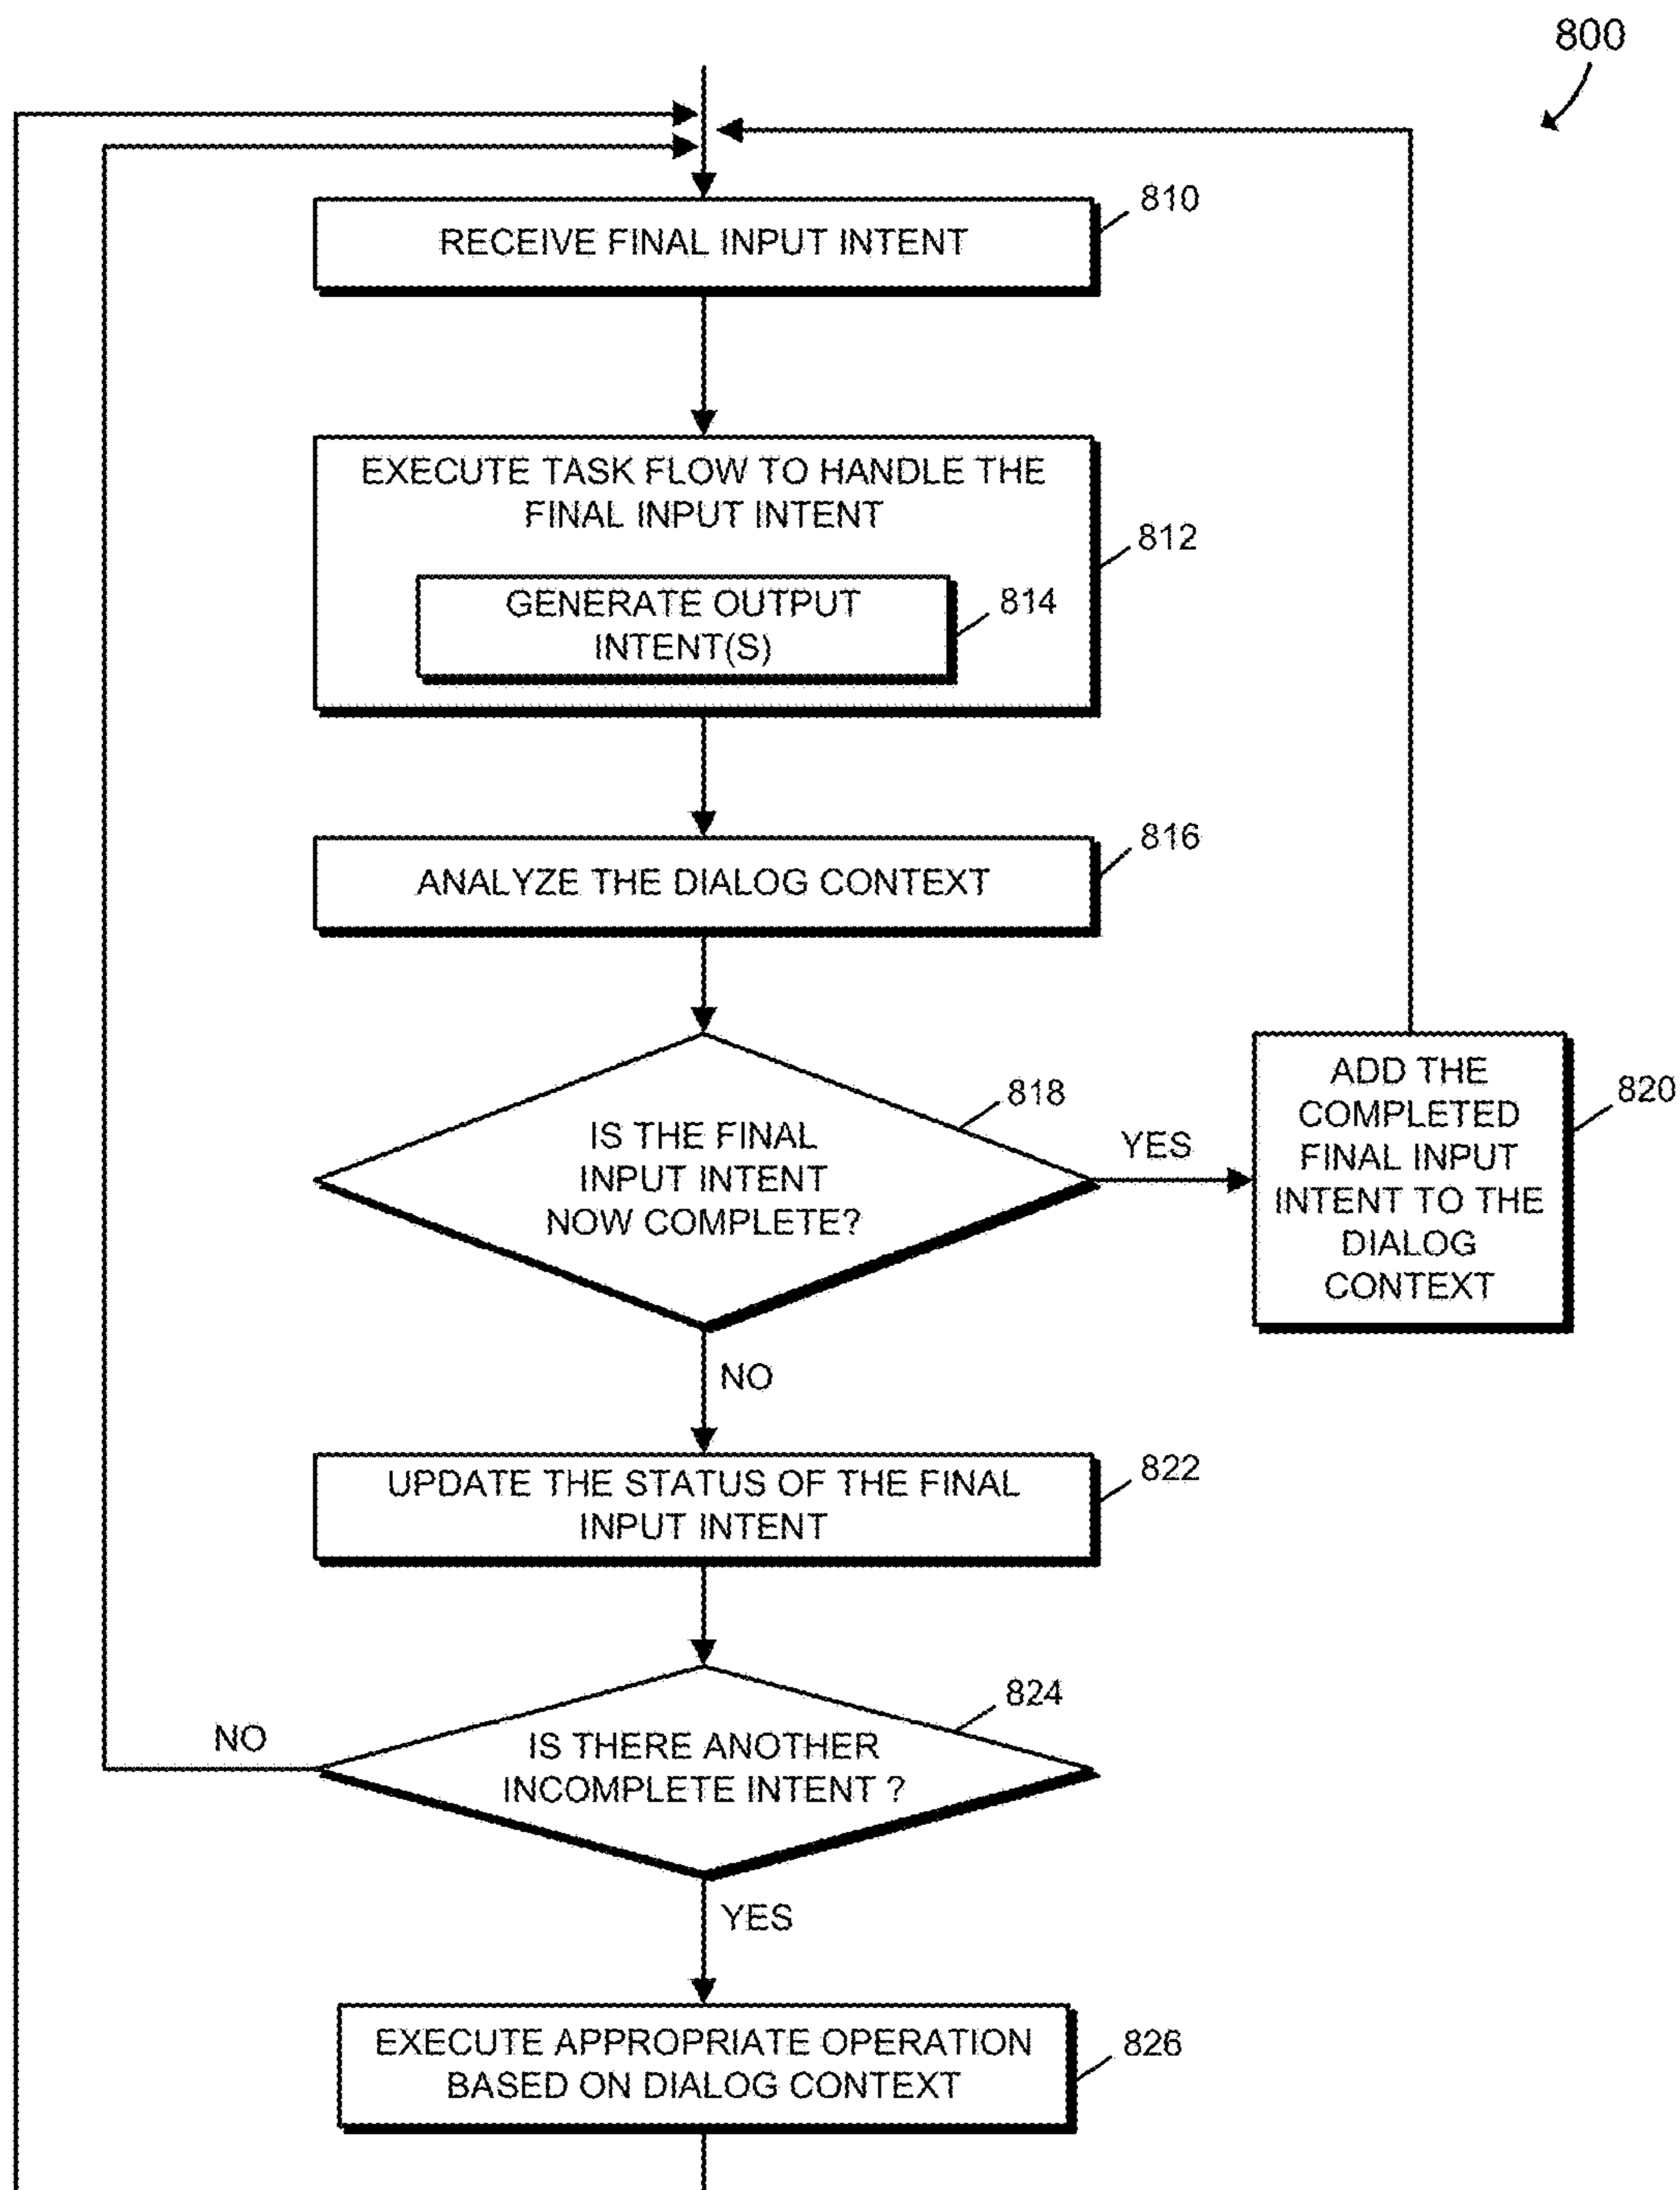 800
810
RECEIVE FINAL INPUT INTENT
EXECUTE TASK FLOW TO HANDLE THE
FINAL INPUT INTENT
812
GENERATE OUTPUT
INTENT(S)
814
816
ANALYZE THE DIALOG CONTEXT
818
IS THE FINAL
INPUT INTENT
NOW COMPLETE?
YES
ADD THE
COMPLETED
FINAL INPUT
INTENT TO THE
DIALOG
CONTEXT
820
NO
UPDATE THE STATUS OF THE FINAL
INPUT INTENT
822
824
NO
IS THERE ANOTHER
INCOMPLETE INTENT ?
YES
EXECUTE APPROPRIATE OPERATION
BASED ON DIALOG CONTEXT
826